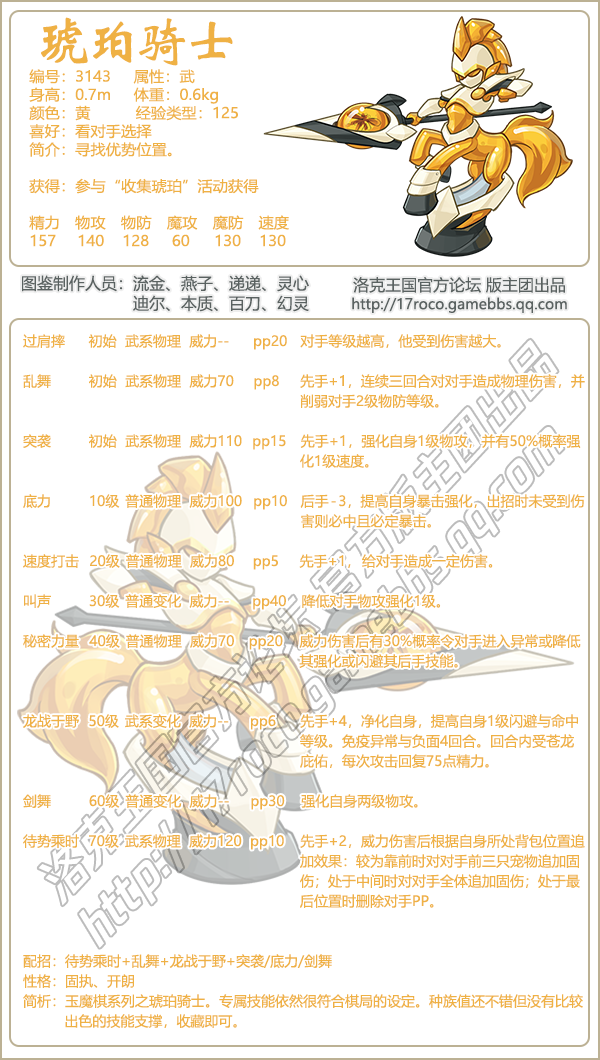 琥珀骑士
编号：3143 属性：武
身高：0.7m 体重：0.6kg
颜色：黄 经验类型：125
喜好：看对手选择
简介：寻找优势位置。
获得：参与“收集琥珀”活动获得
精力 物攻 物防 魔攻 魔防 速度
157 140 128 60 130 130
图鉴制作人员：流金、燕子、递递、灵心
迪尔、本质、百刀、幻灵
洛克王国官方论坛 版主团出品
http://17roco.gamebbs.qq.com
过肩摔 初始 武系物理 威力-- pp20 对手等级越高，他受到伤害越大。
乱舞 初始 武系物理 威力70 pp8 先手+1，连续三回合对对手造成物理伤害，并
削弱对手2级物防等级。
突袭 初始 武系物理 威力110 pp15 先手+1，强化自身1级物攻，并有50%概率强
化1级速度。
底力 10级 普通物理 威力100 pp10 后手-3，提高自身暴击强化，出招时未受到伤
害则必中且必定暴击。
速度打击 20级 普通物理 威力80 pp5 先手+1，给对手造成一定伤害。
叫声 30级 普通变化 威力-- pp40 降低对手物攻强化1级。
秘密力量 40级 普通物理 威力70 pp20 威力伤害后有30%概率令对手进入异常或降低
其强化或闪避其后手技能。
龙战于野 50级 武系变化 威力-- pp6 先手+4，净化自身，提高自身1级闪避与命中
等级。免疫异常与负面4回合。回合内受苍龙
庇佑，每次攻击回复75点精力。
剑舞 60级 普通变化 威力-- pp30 强化自身两级物攻。
待势乘时 70级 武系物理 威力120 pp10 先手+2，威力伤害后根据自身所处背包位置追
加效果：较为靠前时对对手前三只宠物追加固
伤；处于中间时对对手全体追加固伤；处于最
后位置时删除对手PP。
洛克王国官方论坛 官方版主团出品
http://17roco.gamebbs.qq.com
配招：待势乘时+乱舞+龙战于野+突袭/底力/剑舞
性格：固执、开朗
简析：玉魔棋系列之琥珀骑士。专属技能依然很符合棋局的设定。种族值还不错但没有比较
出色的技能支撑，收藏即可。